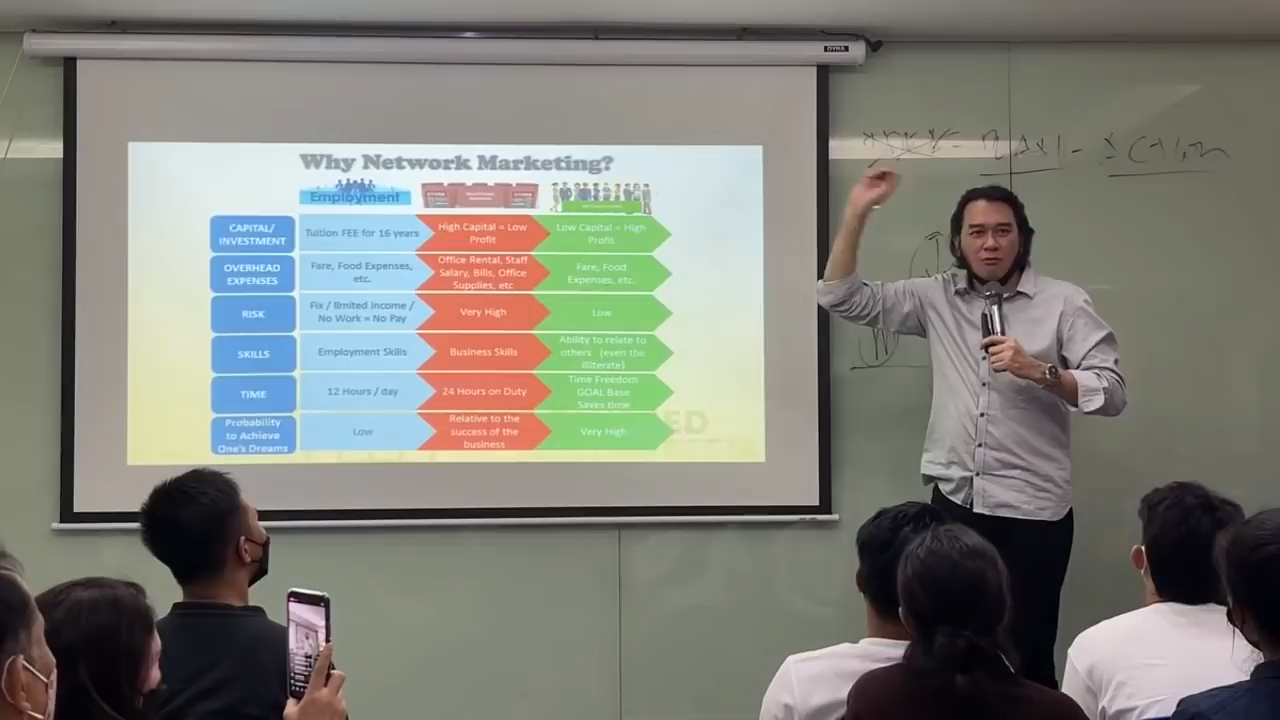 Why Network Marketing?
Employment
CAPITAL/
INVESTMENT
Tuition FEE for 16 years
High Capital = Low
Profit
Low Capital = High
Profit
OVERHEAD
EXPENSES
Fare, Food Expenses,
etc.
Office Rental, Staff
Salary, Bills, Office
Supplies, etc
Fare, Food
Expenses, etc.
RISK
Fix / limited income /
No Work = No Pay
Very High
Low
SKILLS
Employment Skills
Business Skills
Ability to relate to
others (even the
illiterate)
TIME
12 Hours / day
24 Hours on Duty
Time Freedom
GOAL Base
Saves time
Probability
to Achieve
One's Dreams
Low
Relative to the
success of the
business
Very High